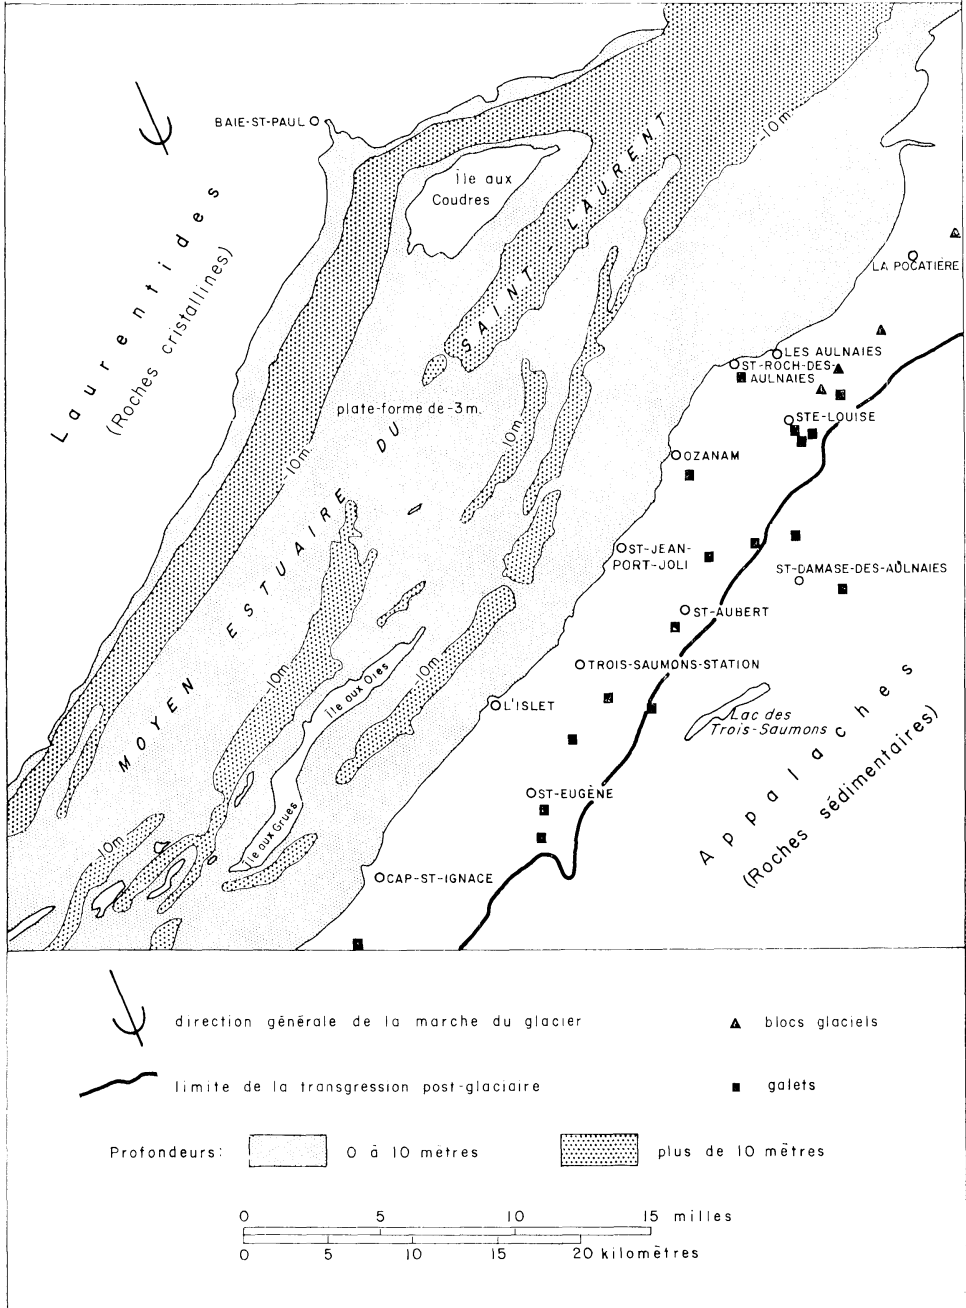 BAIE-ST-PAUL
Île aux
Coudres
Laurentides
(Roches cristallines)
MOYEN ESTUAIRE DU SAINT-LAURENT
-10m.
LA POCATIÈRE
LES AULNAIES
ST-ROCH-DES-
AULNAIES
plate-forme de -3m.
STE-LOUISE
10m.
10m.
OZANAM
ST-JEAN-
PORT-JOLI
ST-DAMASE-DES-AULNAIES
ST-AUBERT
TROIS-SAUMONS-STATION
-10m
-10m
Île aux Oies
L'ISLET
Lac des
Trois-Saumons
Appalaches
(Roches sédimentaires)
ST-EUGÈNE
Île aux Grues
-10m
CAP-ST-IGNACE
direction générale de la marche du glacier
blocs glaciels
limite de la transgression post-glaciaire
galets
Profondeurs:
0 à 10 mètres
plus de 10 mètres
0 5 10 15 milles
0 5 10 15 20 kilomètres